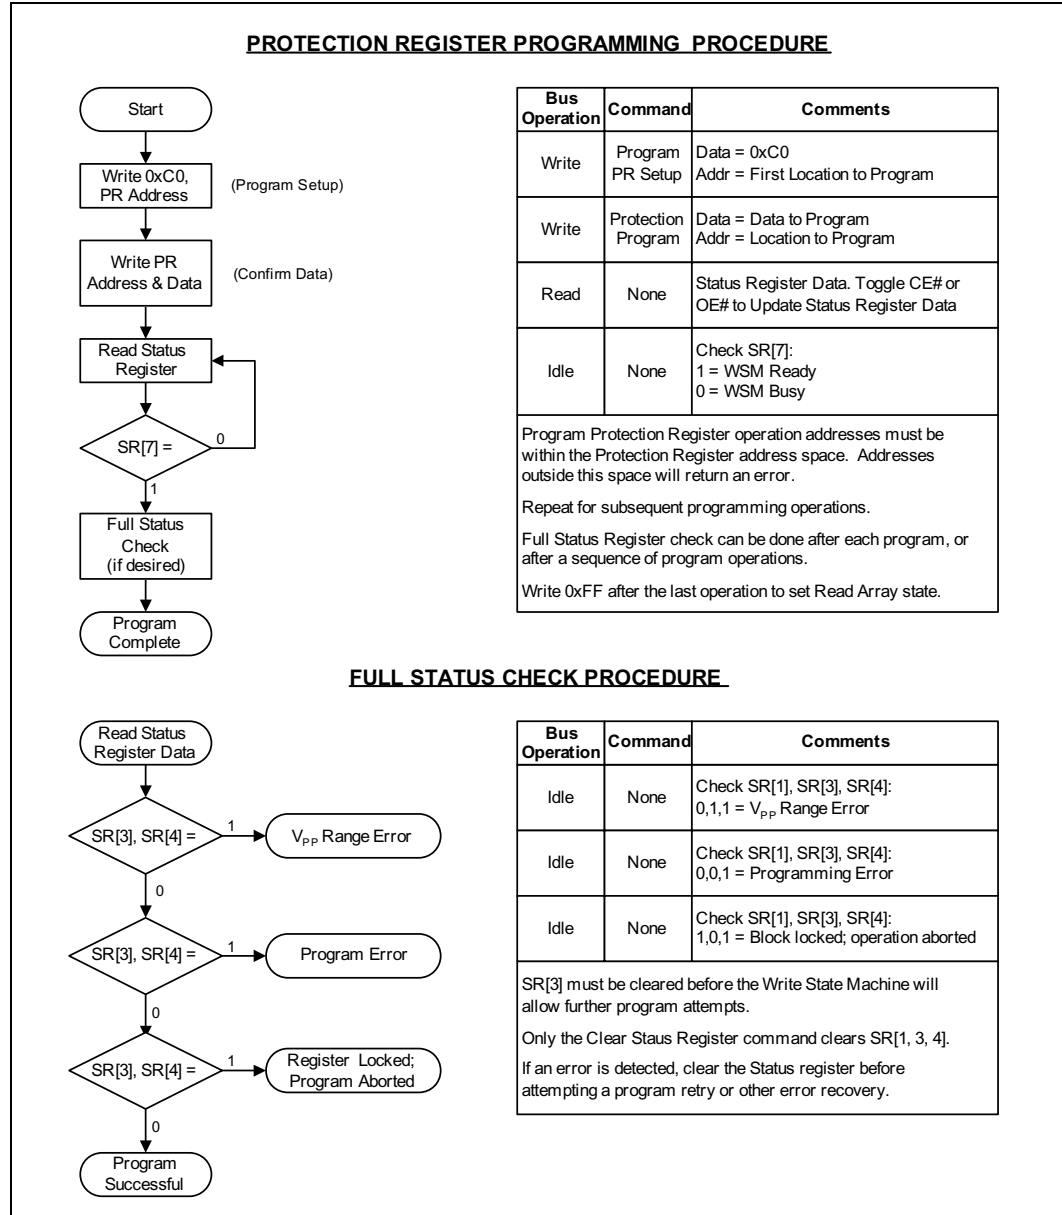 PROTECTION REGISTER PROGRAMMING PROCEDURE
Start
Write 0xC0,
PR Address
(Program Setup)
Write PR
Address & Data
(Confirm Data)
Read Status
Register
SR[7] =
0
1
Full Status
Check
(if desired)
Program
Complete
Bus
Operation
Command
Comments
Write
Program
PR Setup
Data = 0xC0
Addr = First Location to Program
Write
Protection
Program
Data = Data to Program
Addr = Location to Program
Read
None
Status Register Data. Toggle CE# or
OE# to Update Status Register Data
Idle
None
Check SR[7]:
1 = WSM Ready
0 = WSM Busy
Program Protection Register operation addresses must be
within the Protection Register address space. Addresses
outside this space will return an error.
Repeat for subsequent programming operations.
Full Status Register check can be done after each program, or
after a sequence of program operations.
Write 0xFF after the last operation to set Read Array state.
FULL STATUS CHECK PROCEDURE
Read Status
Register Data
SR[3], SR[4] =
1
VPP Range Error
0
SR[3], SR[4] =
1
Program Error
0
SR[3], SR[4] =
1
Register Locked;
Program Aborted
0
Program
Successful
Bus
Operation
Command
Comments
Idle
None
Check SR[1], SR[3], SR[4]:
0,1,1 = VPP Range Error
Idle
None
Check SR[1], SR[3], SR[4]:
0,0,1 = Programming Error
Idle
None
Check SR[1], SR[3], SR[4]:
1,0,1 = Block locked; operation aborted
SR[3] must be cleared before the Write State Machine will
allow further program attempts.
Only the Clear Staus Register command clears SR[1, 3, 4].
If an error is detected, clear the Status register before
attempting a program retry or other error recovery.